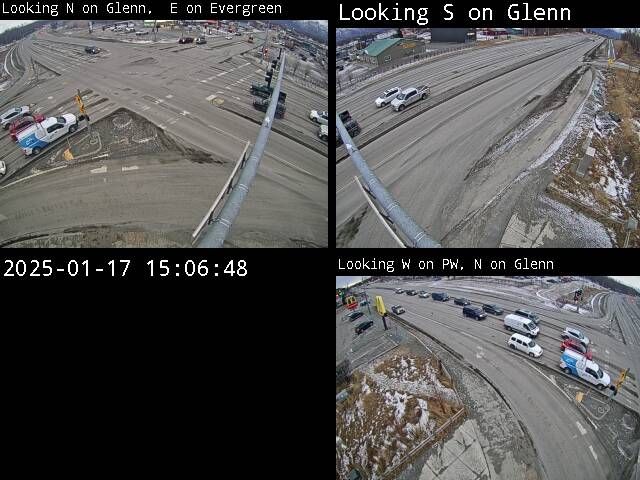 Looking N on Glenn,  E on Evergreen
Looking S on Glenn
2025-01-17 15:06:48
Looking W on PW, N on Glenn